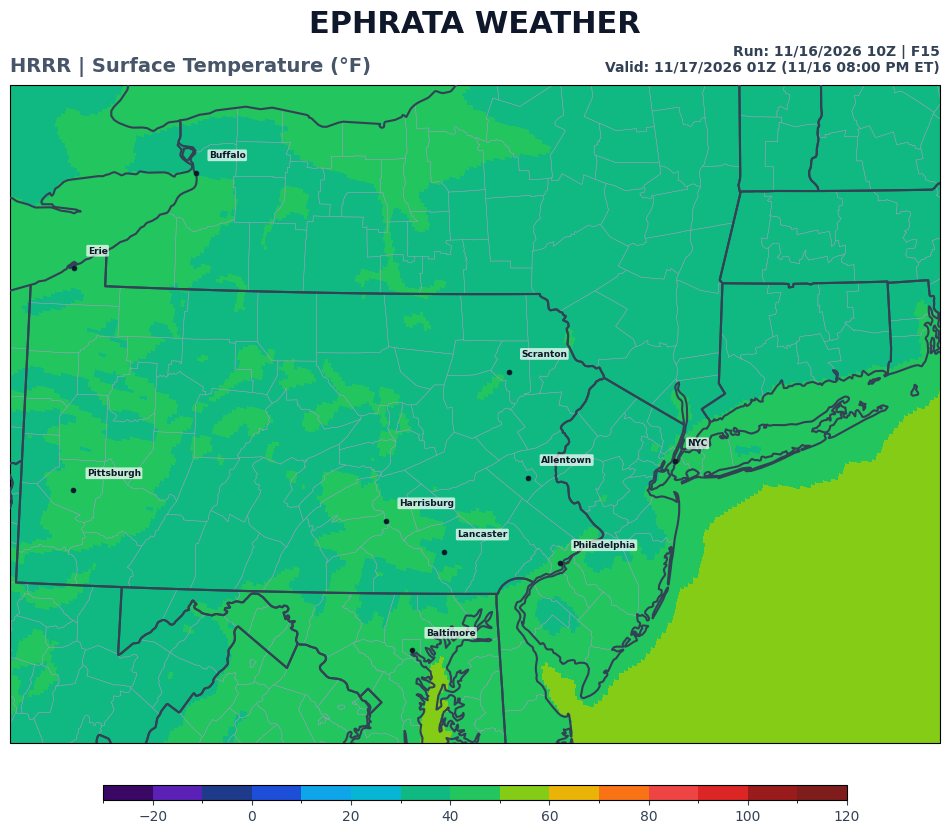 EPHRATA WEATHER
HRRR | Surface Temperature (°F)
Run: 11/16/2026 10Z | F15
Valid: 11/17/2026 01Z (11/16 08:00 PM ET)
Buffalo
Erie
Scranton
NYC
Allentown
Pittsburgh
Harrisburg
Lancaster
Philadelphia
Baltimore
−20 0 20 40 60 80 100 120